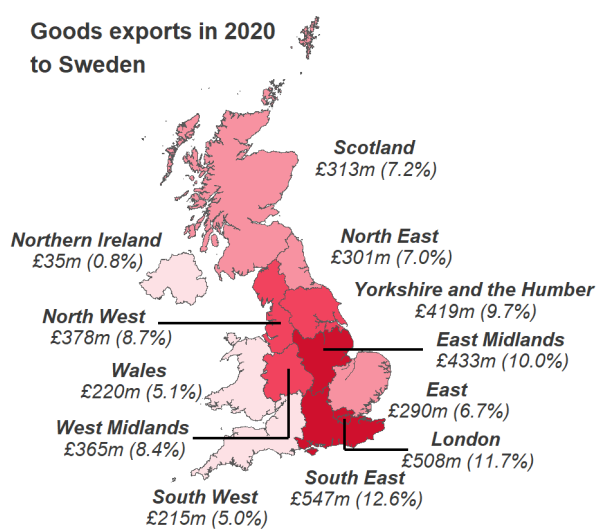 Goods exports in 2020
to Sweden
Scotland
£313m (7.2%)
Northern Ireland
£35m (0.8%)
North East
£301m (7.0%)
Yorkshire and the Humber
£419m (9.7%)
North West
£378m (8.7%)
East Midlands
£433m (10.0%)
Wales
£220m (5.1%)
East
£290m (6.7%)
West Midlands
£365m (8.4%)
London
£508m (11.7%)
South East
£547m (12.6%)
South West
£215m (5.0%)